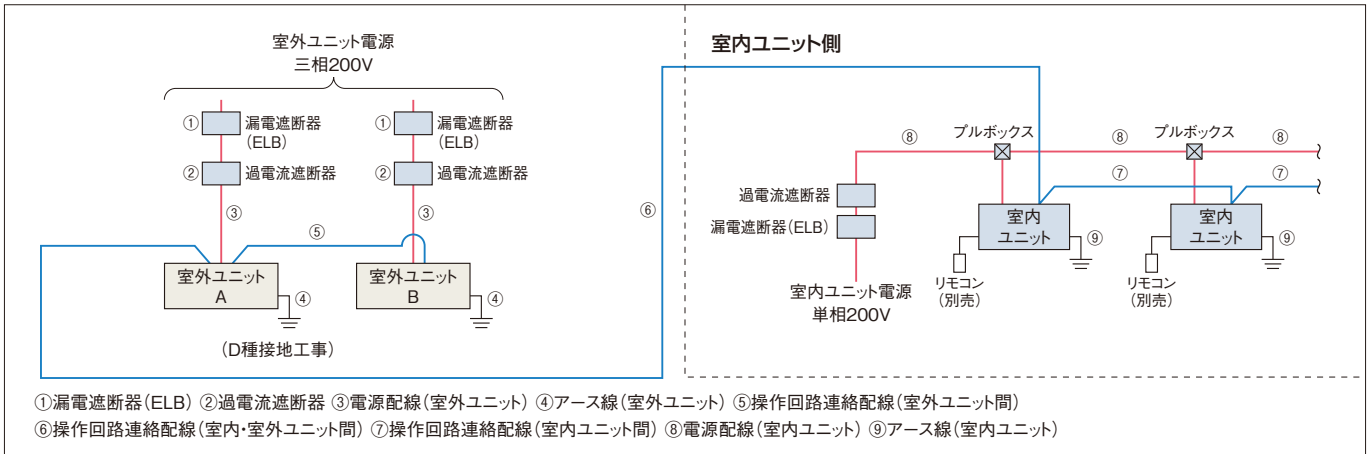 室外ユニット電源
三相200V
①
漏電遮断器
(ELB)
①
漏電遮断器
(ELB)
②
過電流遮断器
②
過電流遮断器
③
③
⑤
室外ユニット
A
④
室外ユニット
B
④
(D種接地工事)
⑥
室内ユニット側
⑧
プルボックス
⑧
プルボックス
⑧
過電流遮断器
漏電遮断器(ELB)
⑦
⑦
室内
ユニット
⑨
室内
ユニット
⑨
リモコン
(別売)
リモコン
(別売)
室内ユニット電源
単相200V
①漏電遮断器(ELB) ②過電流遮断器 ③電源配線(室外ユニット) ④アース線(室外ユニット) ⑤操作回路連絡配線(室外ユニット間)
⑥操作回路連絡配線(室内・室外ユニット間) ⑦操作回路連絡配線(室内ユニット間) ⑧電源配線(室内ユニット) ⑨アース線(室内ユニット)